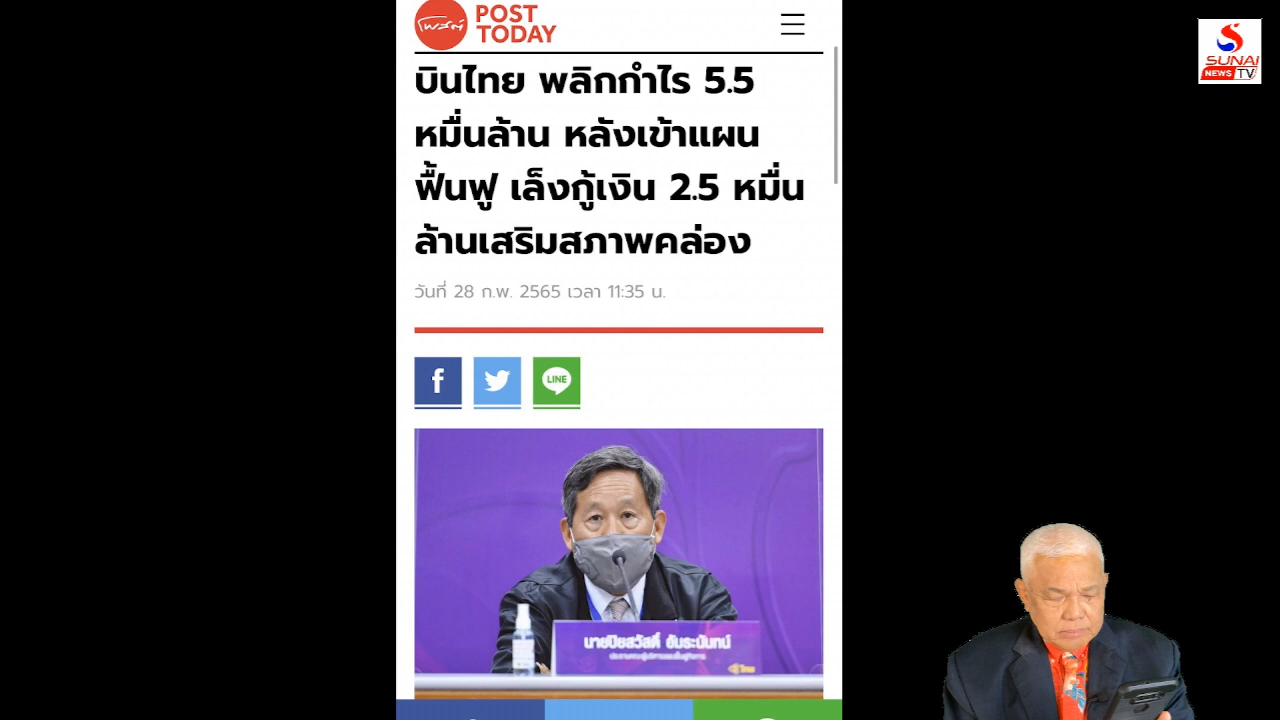 โพสต์
POST
TODAY
SUNAI
NEWS TV
บินไทย พลิกกำไร 5.5
หมื่นล้าน หลังเข้าแผน
ฟื้นฟู เล็งกู้เงิน 2.5 หมื่น
ล้านเสริมสภาพคล่อง
วันที่ 28 ก.พ. 2565 เวลา 11:35 น.
f
LINE
นายปิยสวัสดิ์ อัมระนันทน์